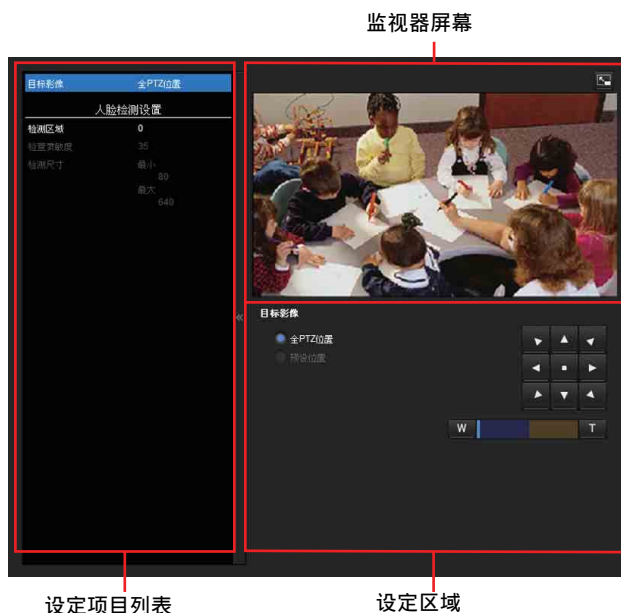 监视器屏幕
目标影像 全PTZ位置
人脸检测设置
检测区域 0
检查灵敏度 35
检测尺寸 最小
80
最大
640
«
目标影像
全PTZ位置
预设位置
W T
设定项目列表 设定区域